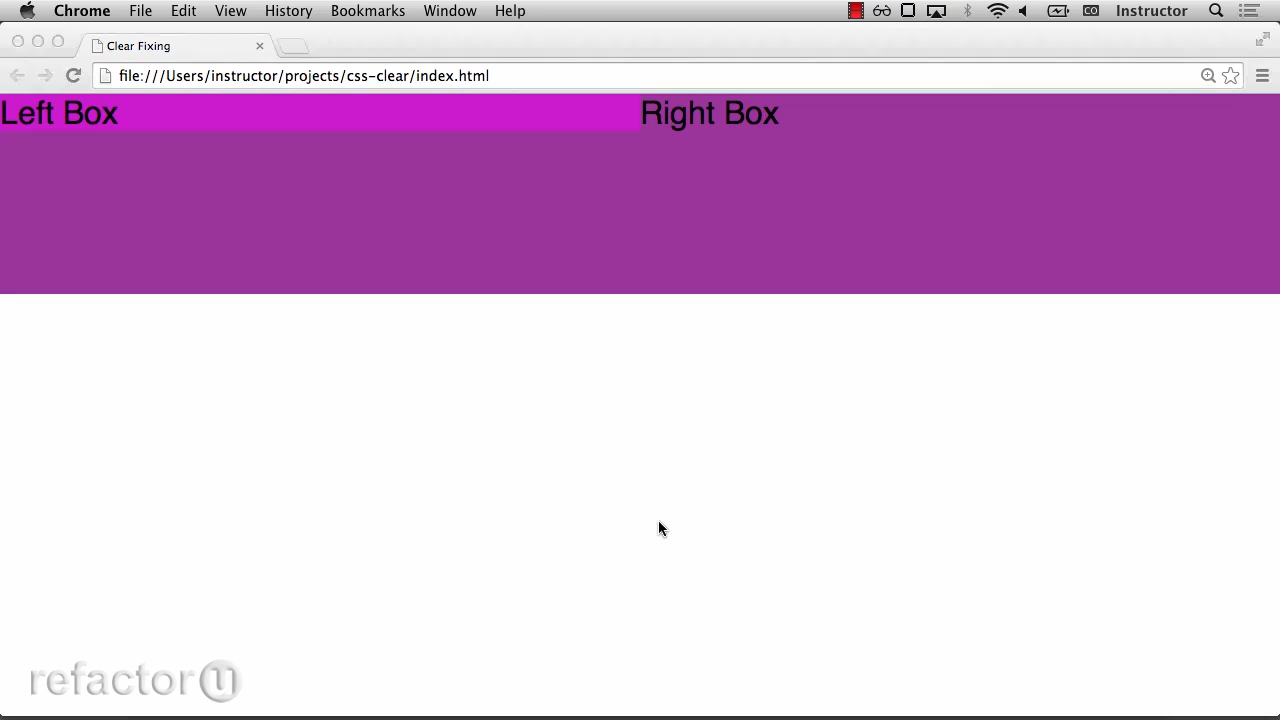 Chrome File Edit View History Bookmarks Window Help Instructor
Clear Fixing
file:///Users/instructor/projects/css-clear/index.html
Left Box Right Box
refactor u